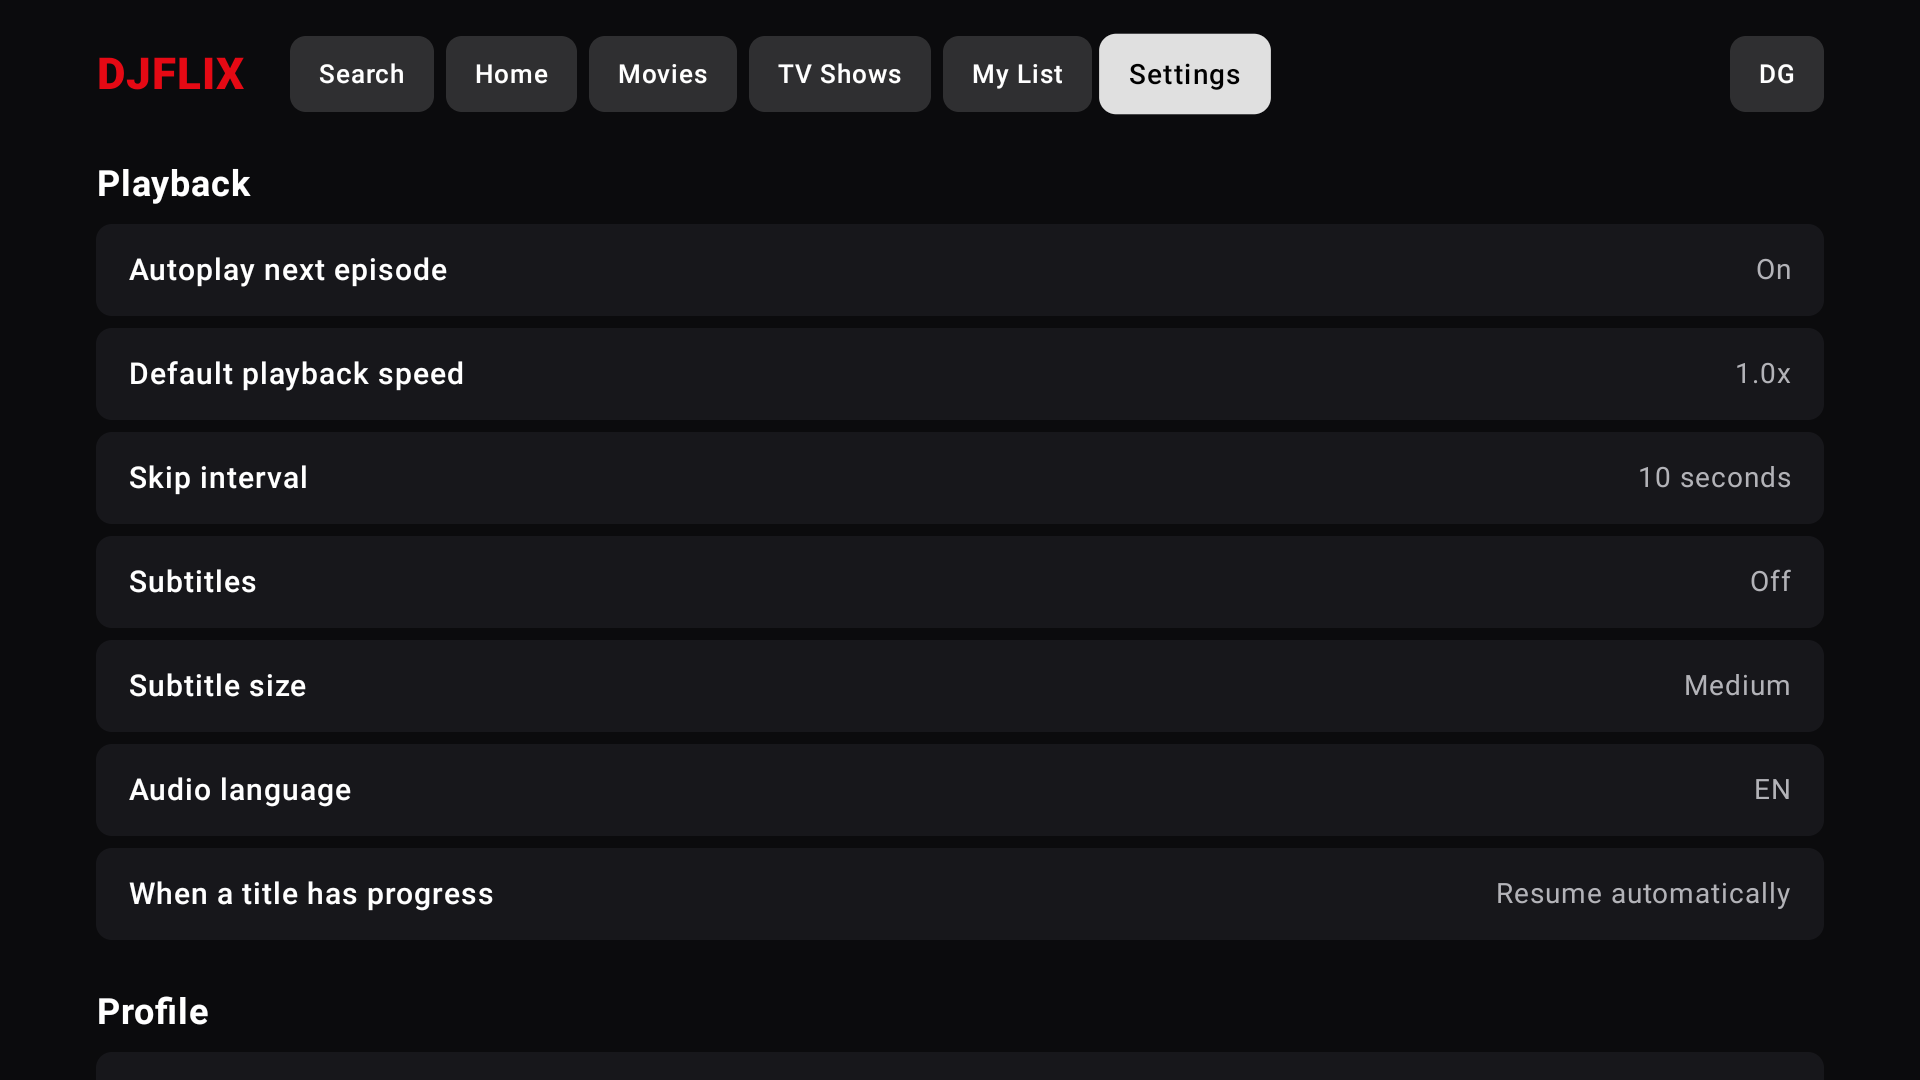 DJFLIX
Search
Home
Movies
TV Shows
My List
Settings
DG
Playback
Autoplay next episode
On
Default playback speed
1.0x
Skip interval
10 seconds
Subtitles
Off
Subtitle size
Medium
Audio language
EN
When a title has progress
Resume automatically
Profile